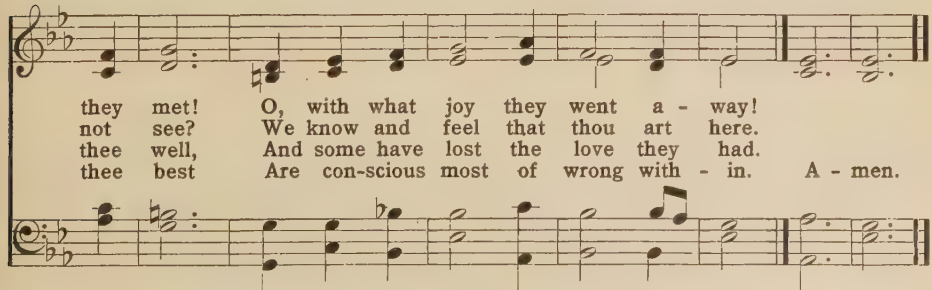 they met! O, with what joy they went a - way!
not see? We know and feel that thou art here.
thee well, And some have lost the love they had.
thee best Are con-scious most of wrong with - in. A - men.